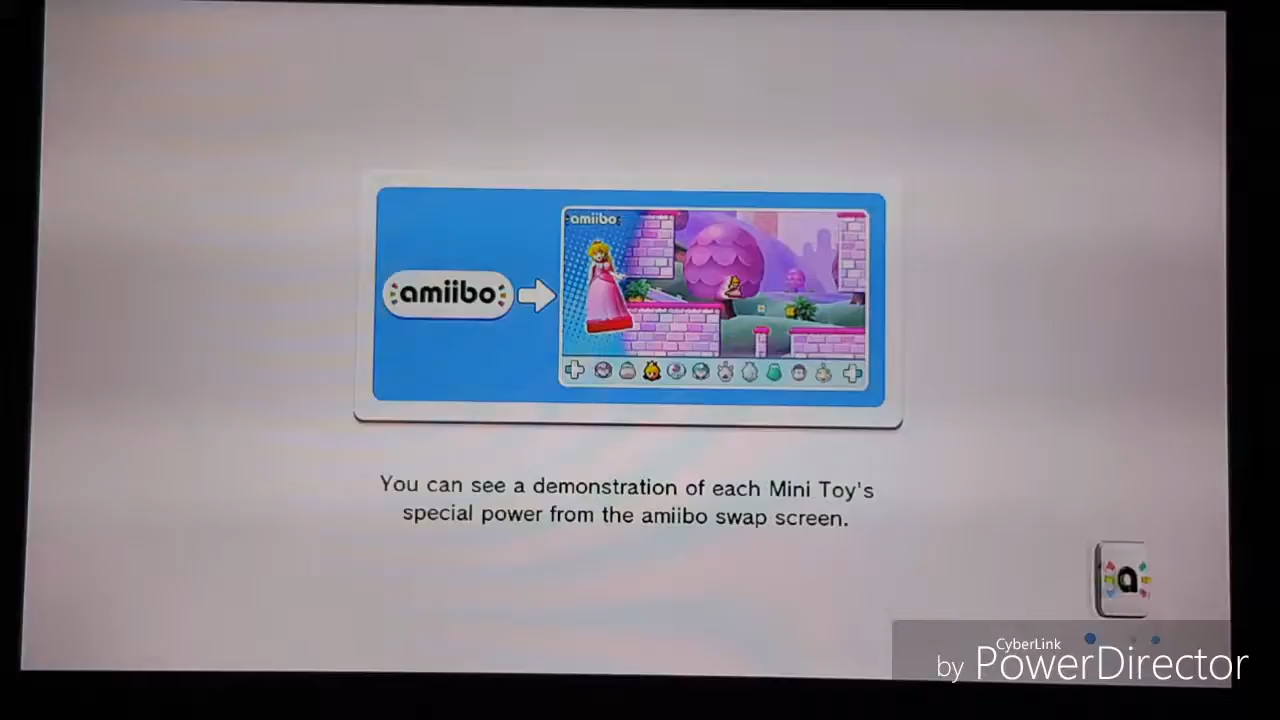 amiibo
amiibo
You can see a demonstration of each Mini Toy's
special power from the amiibo swap screen.
a
CyberLink
by PowerDirector